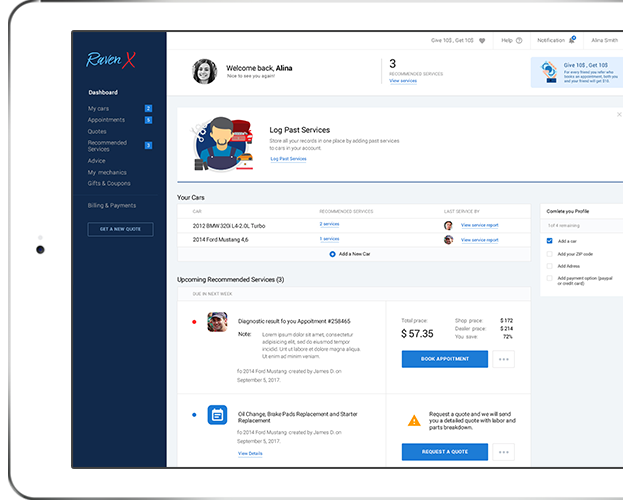 Raven X
Give 10$, Get 10$
Help
Notification
Alina Smith
Welcome back, Alina
Nice to see you again!
3
RECOMMENDED SERVICES
View services
Give 10$, Get 10$
For every friend you refer who
books an appointment, both you
and your friend will get $10.
Dashboard
My cars 2
Appointments 5
Quotes
Recommended
Services 3
Advice
My mechanics
Gifts & Coupons
Billing & Payments
GET A NEW QUOTE
Log Past Services
Store all your records in one place by adding past services
to cars in your account.
Log Past Services
Your Cars
CAR RECOMMENDED SERVICES LAST SERVICE BY
2012 BMW 320i L4-2.0L Turbo 2 services View service report
2014 Ford Mustang 4,6 1 services View service report
Add a New Car
Comlete you Profile
1 of 4 remaining
Add a car
Add your ZIP code
Add Adress
Add payment option (paypal
or credit card)
Upcoming Recommended Services (3)
DUE IN NEXT WEEK
Diagnostic result fo you Appoitment #258465
Note: Lorem ipsum dolor sit amet, consectetur
adipisicing elit, sed do eiusmod tempor
incidid. Unt ut labore et dolore magna aliqua.
Ut enim ad minim veniam.
fo 2014 Ford Mustang created by James D. on
September 5, 2017.
Total prace:
$ 57.35
Shop prace: $ 172
Dealer prace: $ 214
You save: 72%
BOOK APPOITMENT
Oil Change, Brake Pads Replacement and Starter
Replacement
fo 2014 Ford Mustang created by James D. on
September 5, 2017.
View Details
Request a quote and we will send
you a detailed quote with labor and
parts breakdown.
REQUEST A QUOTE